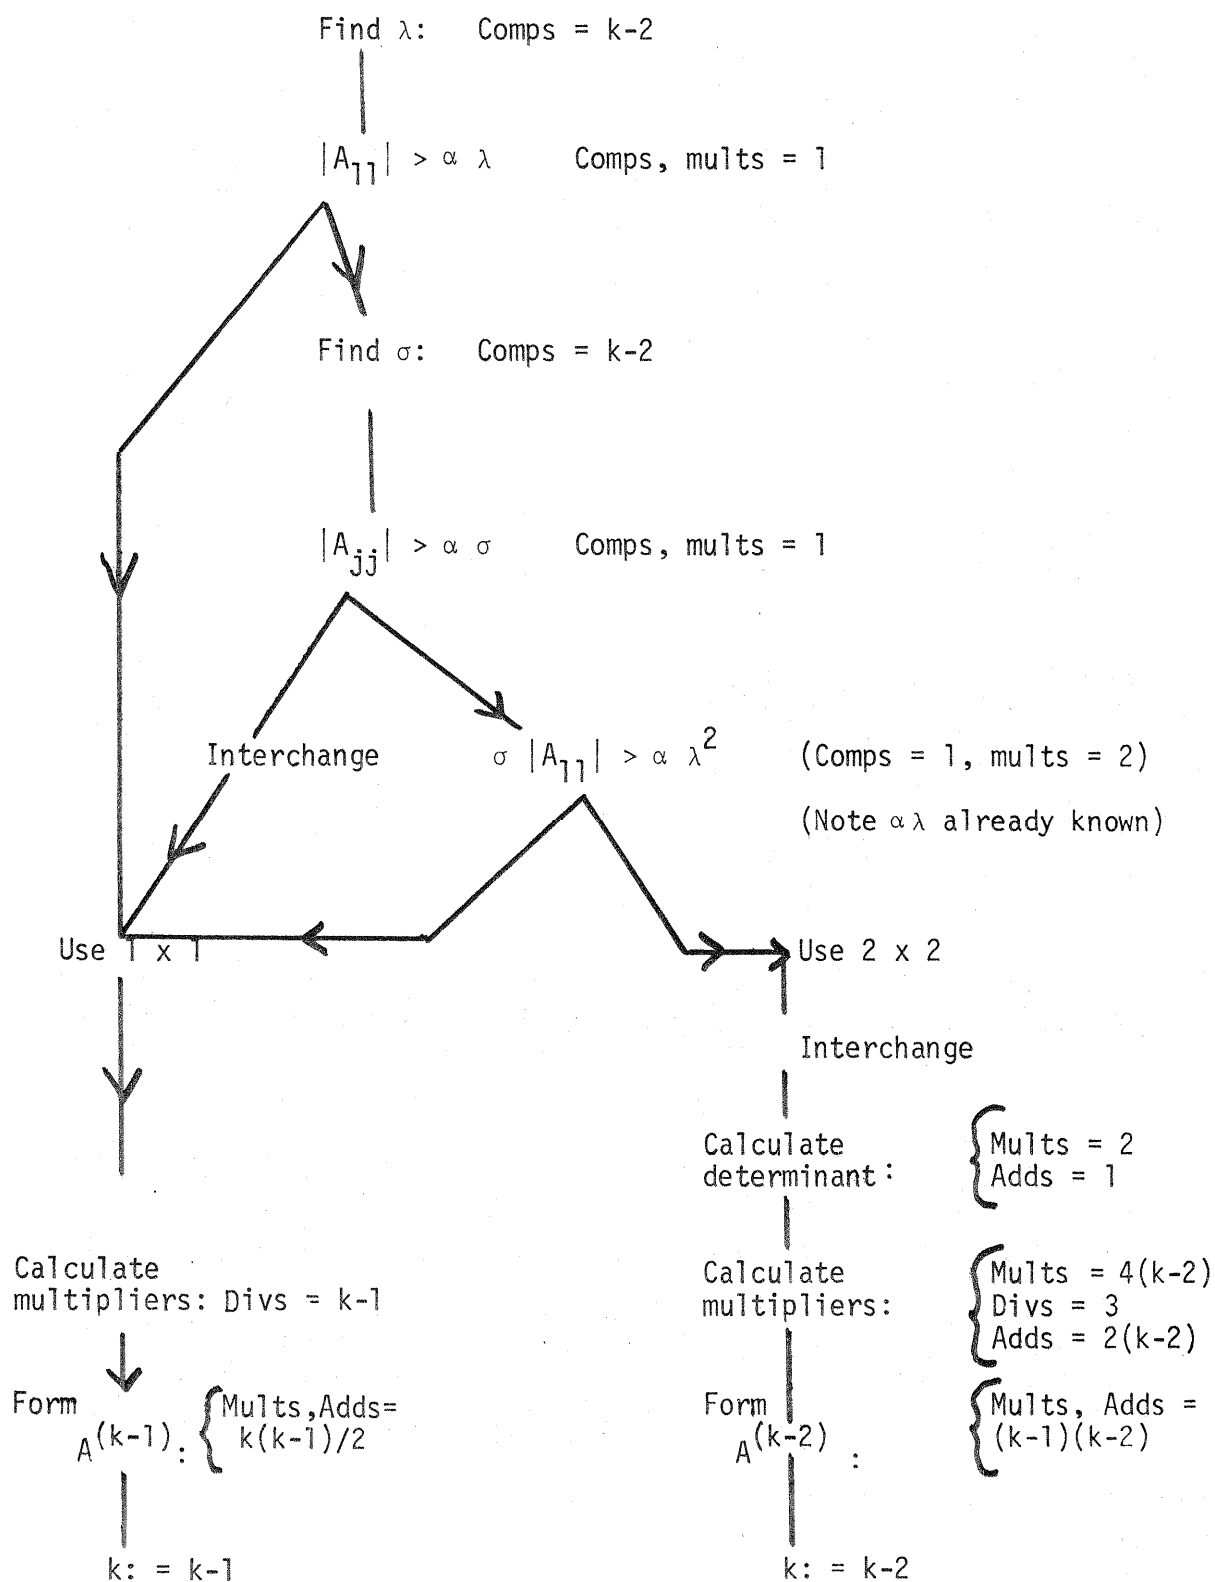 Find λ: Comps = k-2
|A11| > α λ Comps, mults = 1
Find σ: Comps = k-2
|Ajj| > α σ Comps, mults = 1
Interchange
σ |A11| > α λ² (Comps = 1, mults = 2)
(Note α λ already known)
Use 1 x 1
Use 2 x 2
Interchange
Calculate
determinant:
Mults = 2
Adds = 1
Calculate
multipliers: Divs = k-1
Calculate
multipliers:
Mults = 4(k-2)
Divs = 3
Adds = 2(k-2)
Form
A(k-1):
Mults,Adds=
k(k-1)/2
Form
A(k-2) :
Mults, Adds =
(k-1)(k-2)
k: = k-1
k: = k-2